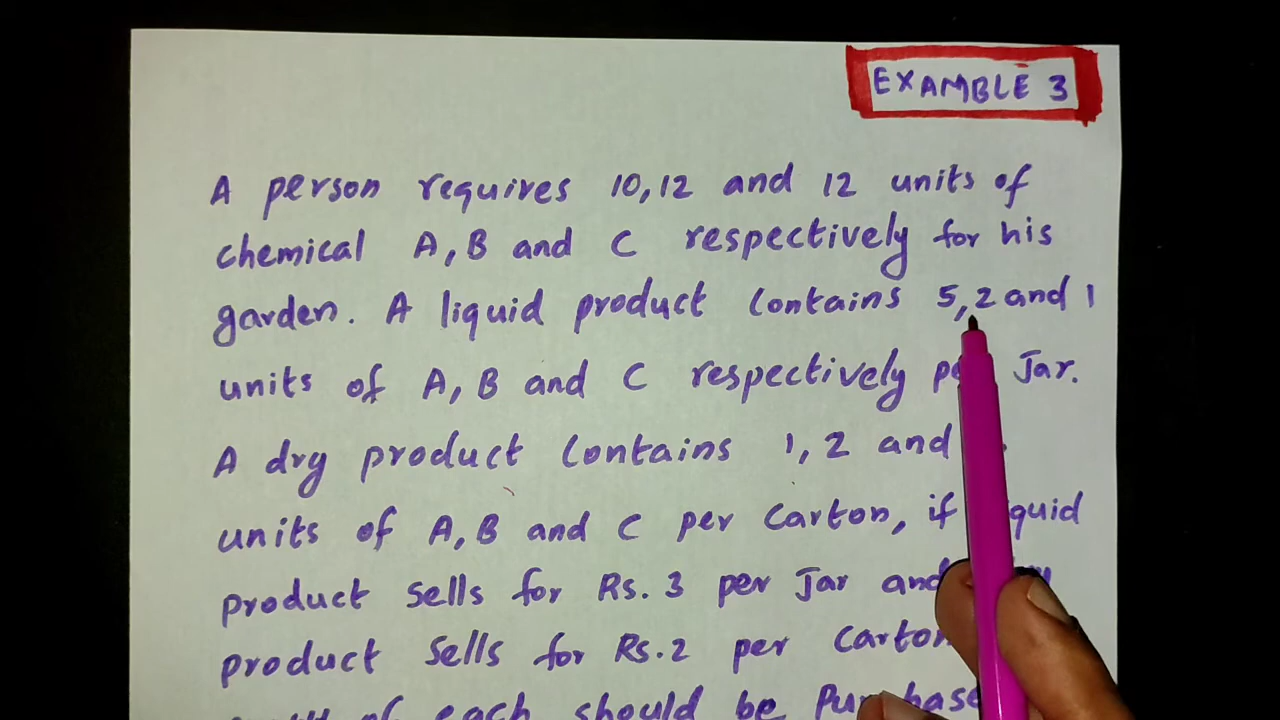 EXAMBLE 3
A person requires 10,12 and 12 units of
chemical A, B and C respectively for his
garden. A liquid product contains 5,2 and 1
units of A, B and C respectively Jar.
A dry product contains 1, 2 and
units of A, B and C per carton, if
product sells for Rs. 3 per Jar and
product sells for Rs.2 per
of each should be